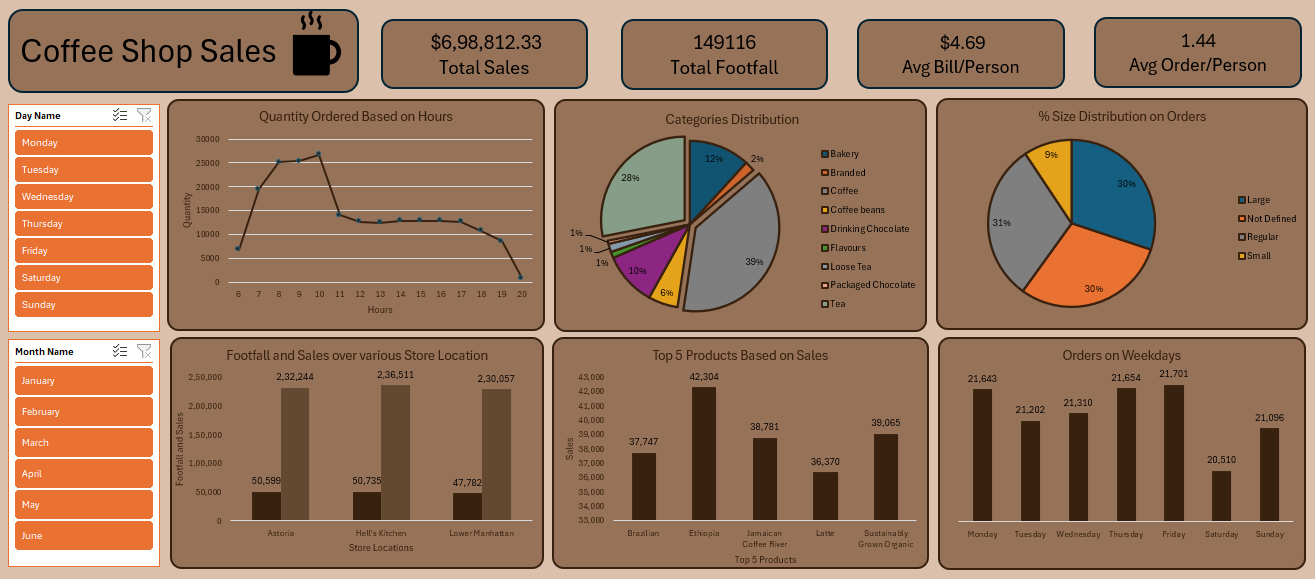 Coffee Shop Sales
$6,98,812.33
Total Sales
149116
Total Footfall
$4.69
Avg Bill/Person
1.44
Avg Order/Person
Day Name
Monday
Tuesday
Wednesday
Thursday
Friday
Saturday
Sunday
Quantity Ordered Based on Hours
30000
25000
20000
15000
10000
5000
0
Quantity
6 7 8 9 10 11 12 13 14 15 16 17 18 19 20
Hours
Categories Distribution
12%
2%
39%
6%
10%
1%
1%
1%
28%
Bakery
Branded
Coffee
Coffee beans
Drinking Chocolate
Flavours
Loose Tea
Packaged Chocolate
Tea
% Size Distribution on Orders
30%
30%
31%
9%
Large
Not Defined
Regular
Small
Month Name
January
February
March
April
May
June
Footfall and Sales over various Store Location
2,50,000
2,00,000
1,50,000
1,00,000
50,000
0
Footfall and Sales
50,599
2,32,244
50,735
2,36,511
47,782
2,30,057
Astoria
Hell's Kitchen
Lower Manhattan
Store Locations
Top 5 Products Based on Sales
43,000
42,000
41,000
40,000
39,000
38,000
37,000
36,000
35,000
34,000
33,000
Sales
37,747
42,304
38,781
36,370
39,065
Brazilian
Ethiopia
Jamaican
Coffee River
Latte
Sustainably
Grown Organic
Top 5 Products
Orders on Weekdays
21,643
21,202
21,310
21,654
21,701
20,510
21,096
Monday
Tuesday
Wednesday
Thursday
Friday
Saturday
Sunday